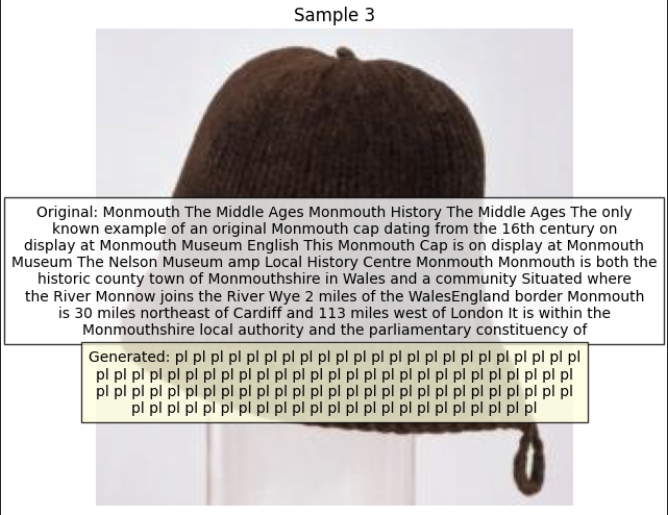 Sample 3
Original: Monmouth The Middle Ages Monmouth History The Middle Ages The only
known example of an original Monmouth cap dating from the 16th century on
display at Monmouth Museum English This Monmouth Cap is on display at Monmouth
Museum The Nelson Museum amp Local History Centre Monmouth Monmouth is both the
historic county town of Monmouthshire in Wales and a community Situated where
the River Monnow joins the River Wye 2 miles of the WalesEngland border Monmouth
is 30 miles northeast of Cardiff and 113 miles west of London It is within the
Monmouthshire local authority and the parliamentary constituency of
Generated: pl pl pl pl pl pl pl pl pl pl pl pl pl pl pl pl pl pl pl pl pl pl pl
pl pl pl pl pl pl pl pl pl pl pl pl pl pl pl pl pl pl pl pl pl pl pl pl pl pl pl
pl pl pl pl pl pl pl pl pl pl pl pl pl pl pl pl pl pl pl pl pl pl pl pl pl pl pl
pl pl pl pl pl pl pl pl pl pl pl pl pl pl pl pl pl pl pl pl pl pl pl